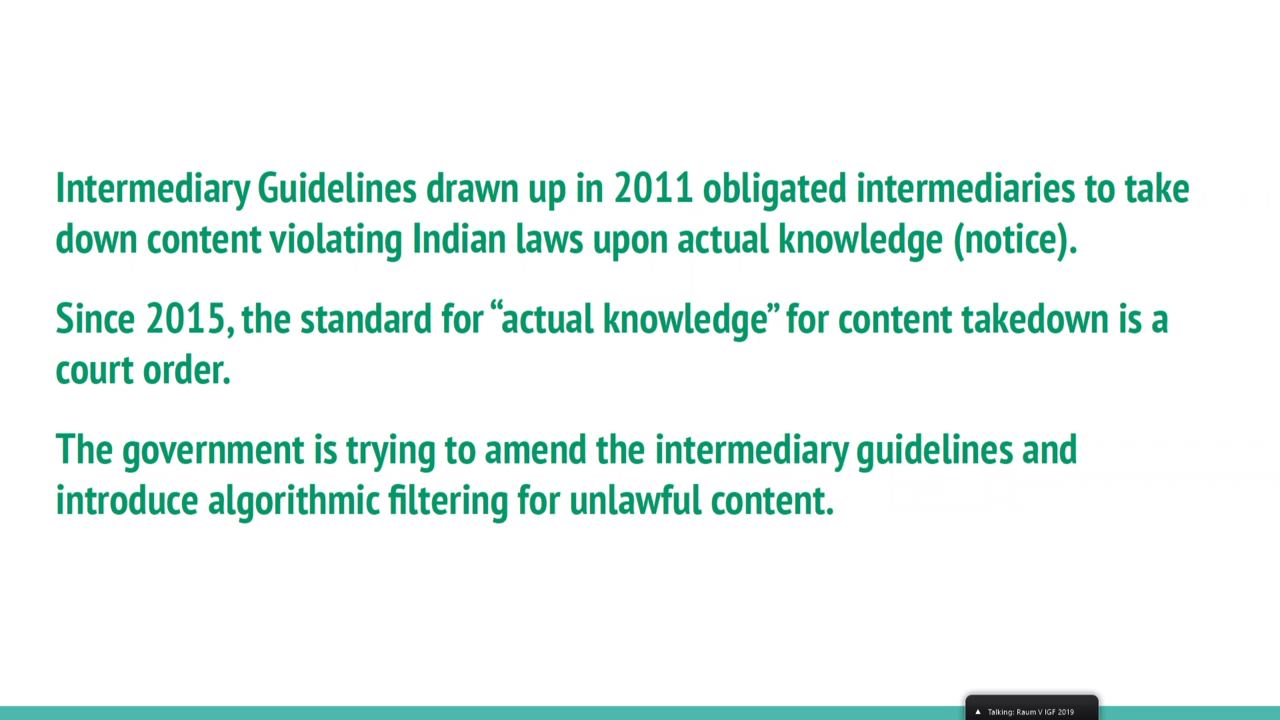 Intermediary Guidelines drawn up in 2011 obligated intermediaries to take
down content violating Indian laws upon actual knowledge (notice).
Since 2015, the standard for “actual knowledge” for content takedown is a
court order.
The government is trying to amend the intermediary guidelines and
introduce algorithmic filtering for unlawful content.
Talking: Raum V IGF 2019